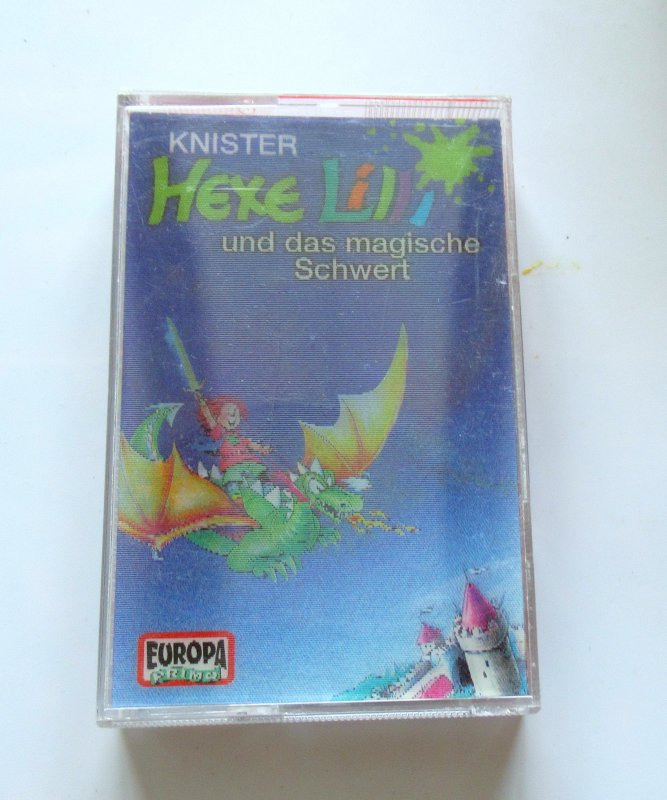 KNISTER
Hexe Lilli
und das magische
Schwert
EUROPA